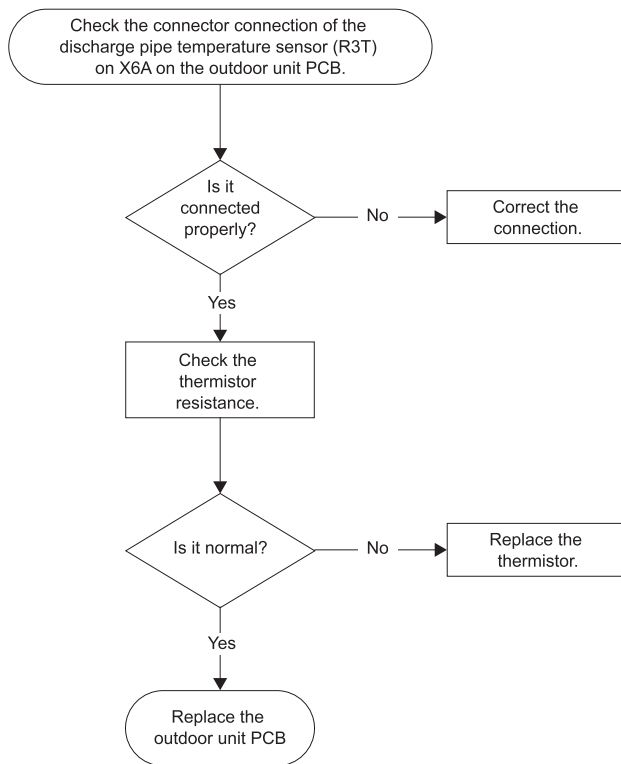 Check the connector connection of the
discharge pipe temperature sensor (R3T)
on X6A on the outdoor unit PCB.
Is it
connected
properly?
No
Correct the
connection.
Yes
Check the
thermistor
resistance.
Is it normal?
No
Replace the
thermistor.
Yes
Replace the
outdoor unit PCB